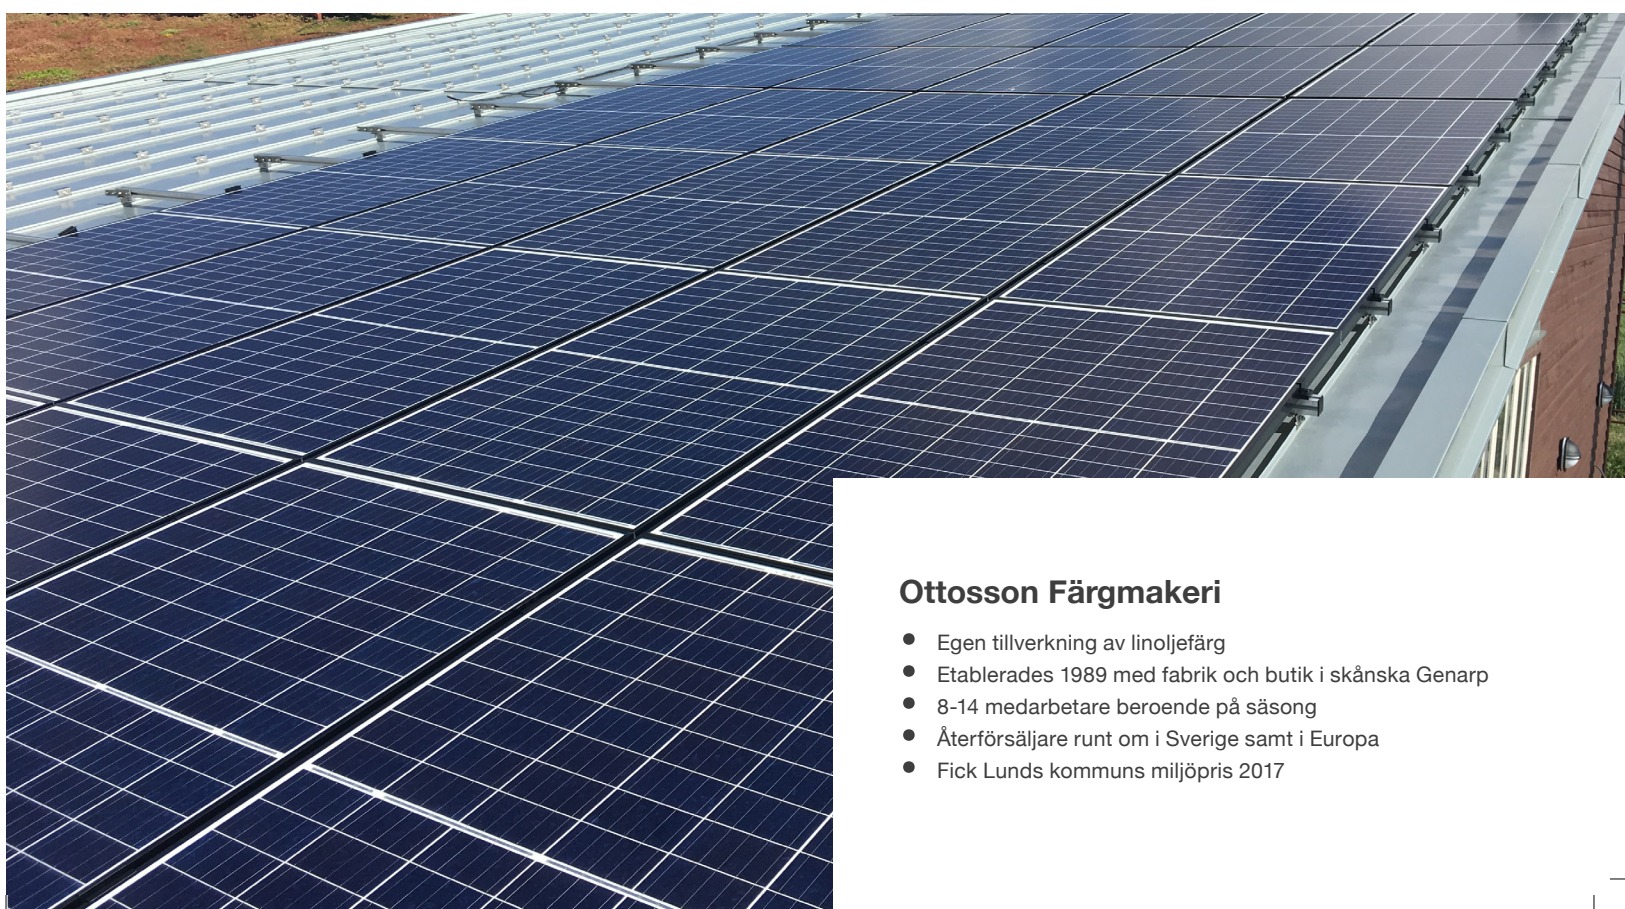 Ottosson Färgmakeri
Egen tillverkning av linoljefärg
Etablerades 1989 med fabrik och butik i skånska Genarp
8-14 medarbetare beroende på säsong
Återförsäljare runt om i Sverige samt i Europa
Fick Lunds kommuns miljöpris 2017